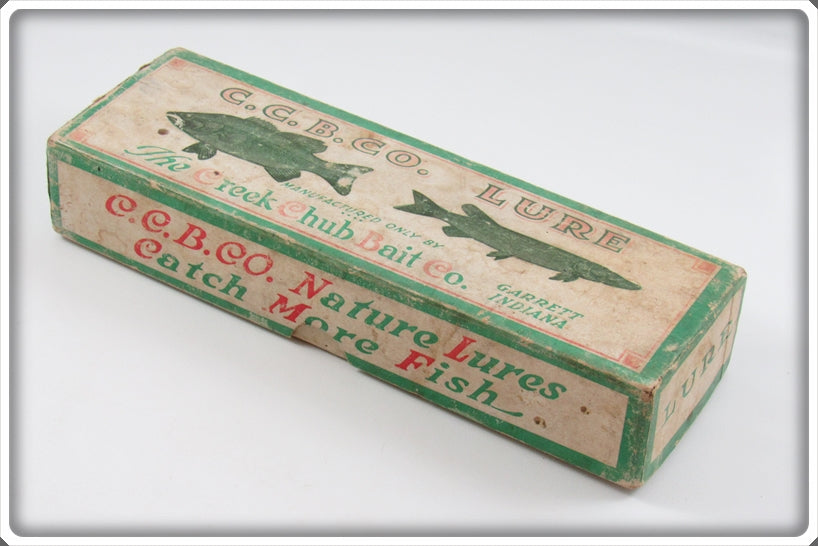 C.C.B.CO. LURE
MANUFACTURED ONLY BY
The Creek Chub Bait Co.
GARRETT
INDIANA
C.C.B.CO. Nature Lures
Catch More Fish
LURE